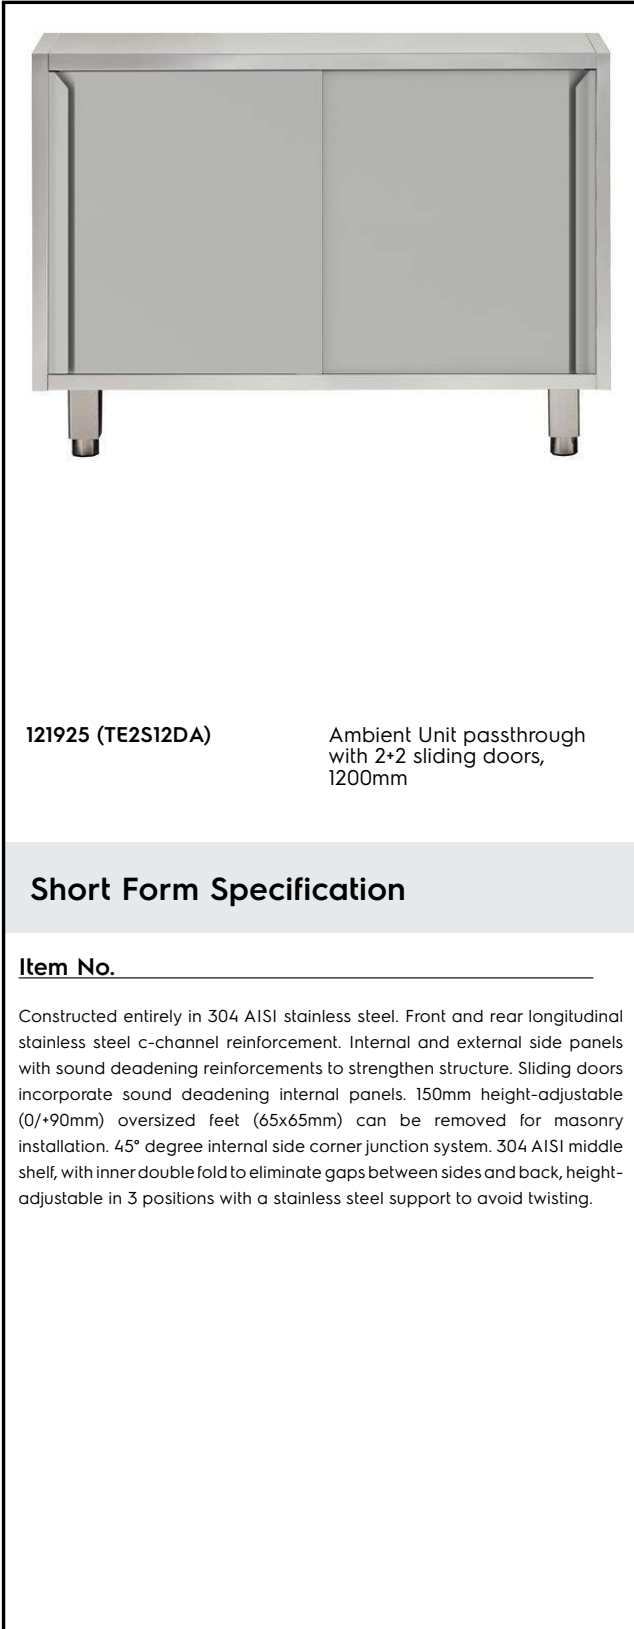 121925 (TE2S12DA)
Ambient Unit passthrough
with 2+2 sliding doors,
1200mm
Short Form Specification
Item No.
Constructed entirely in 304 AISI stainless steel. Front and rear longitudinal
stainless steel c-channel reinforcement. Internal and external side panels
with sound deadening reinforcements to strengthen structure. Sliding doors
incorporate sound deadening internal panels. 150mm height-adjustable
(0/+90mm) oversized feet (65x65mm) can be removed for masonry
installation. 45° degree internal side corner junction system. 304 AISI middle
shelf, with inner double fold to eliminate gaps between sides and back, height-
adjustable in 3 positions with a stainless steel support to avoid twisting.